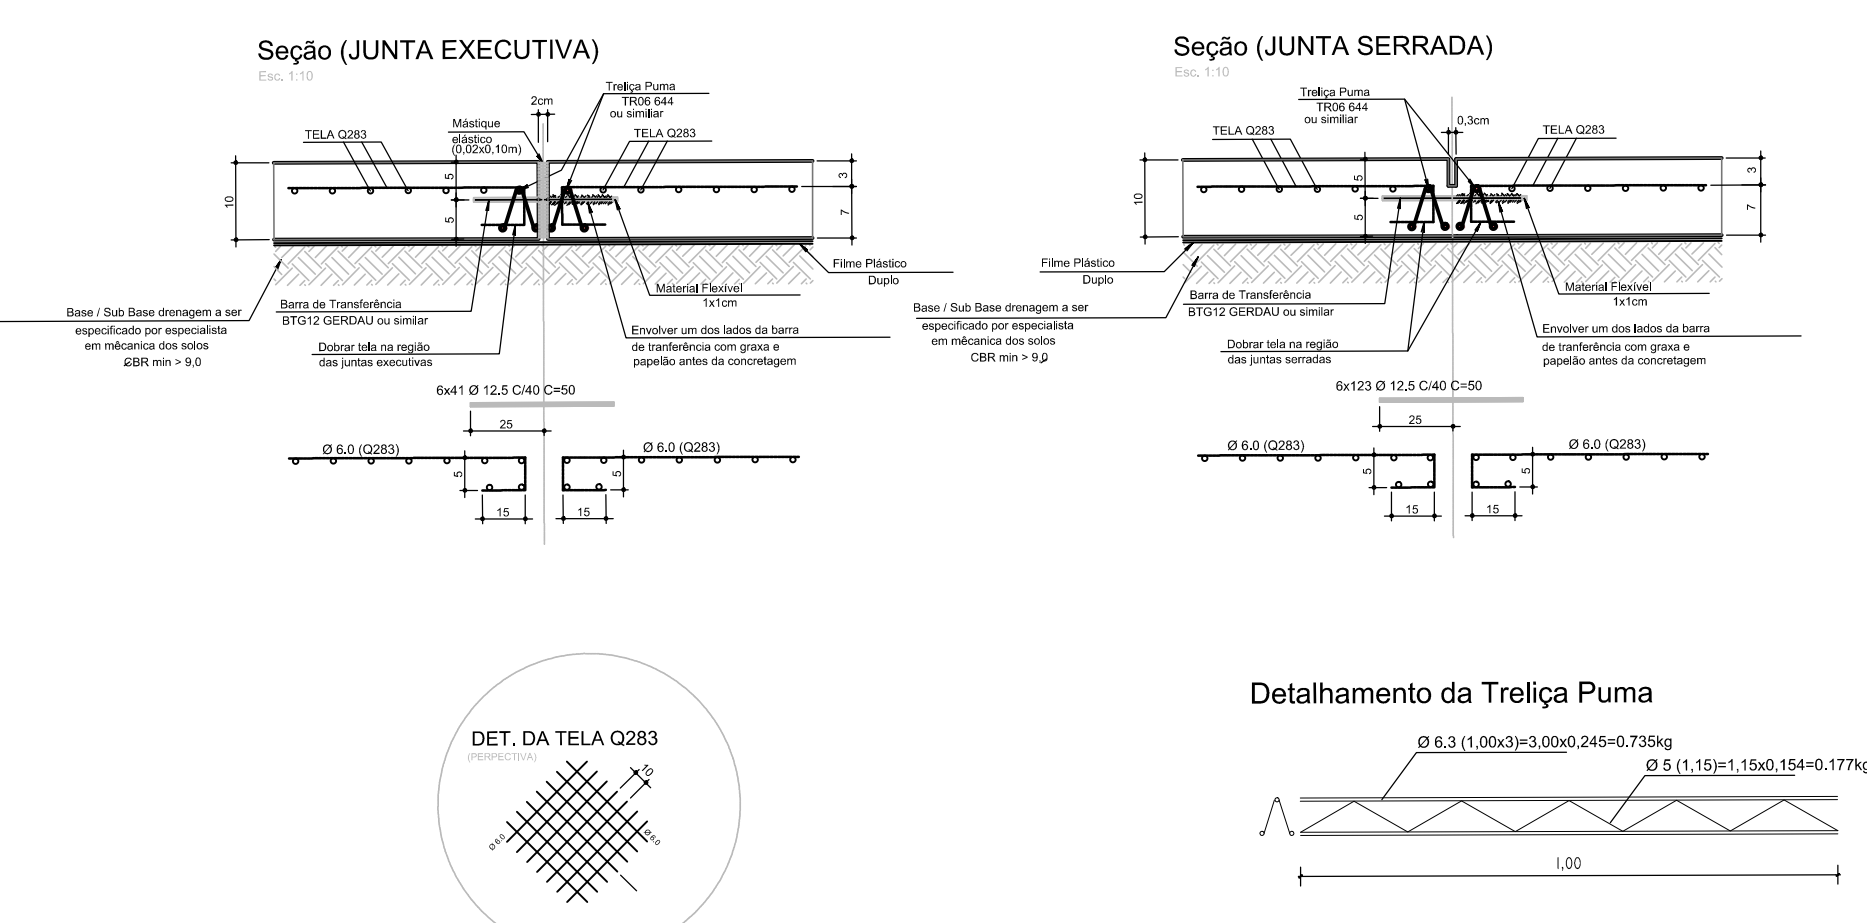 Seção (JUNTA EXECUTIVA)
Esc. 1:10
2cm
Treliça Puma
TR06 644
ou similiar
Mástique
elástico
(0,02x0,10m)
TELA Q283
TELA Q283
10
5
5
3
7
Filme Plástico
Duplo
Material Flexível
1x1cm
Barra de Transferência
BTG12 GERDAU ou similar
Base / Sub Base drenagem a ser
especificado por especialista
em mêcanica dos solos
CBR min > 9,0
Dobrar tela na região
das juntas executivas
Envolver um dos lados da barra
de tranferência com graxa e
papelão antes da concretagem
6x41 Ø 12.5 C/40 C=50
25
Ø 6.0 (Q283)
Ø 6.0 (Q283)
5
5
15
15
Seção (JUNTA SERRADA)
Esc. 1:10
Treliça Puma
TR06 644
ou similiar
0,3cm
TELA Q283
TELA Q283
10
5
5
3
7
Filme Plástico
Duplo
Material Flexível
1x1cm
Barra de Transferência
BTG12 GERDAU ou similar
Base / Sub Base drenagem a ser
especificado por especialista
em mêcanica dos solos
CBR min > 9,0
Dobrar tela na região
das juntas serradas
Envolver um dos lados da barra
de tranferência com graxa e
papelão antes da concretagem
6x123 Ø 12.5 C/40 C=50
25
Ø 6.0 (Q283)
Ø 6.0 (Q283)
5
5
15
15
DET. DA TELA Q283
(PERPECTIVA)
10
Ø 6.0
Ø 6.0
Detalhamento da Treliça Puma
Ø 6.3 (1,00x3)=3,00x0,245=0.735kg
Ø 5 (1,15)=1,15x0,154=0.177kg
1,00